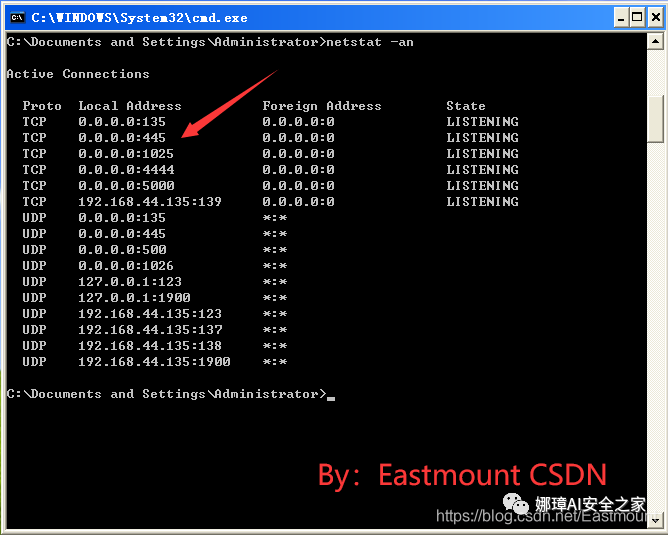 C:\WINDOWS\System32\cmd.exe
C:\Documents and Settings\Administrator>netstat -an
Active Connections
Proto Local Address Foreign Address State
TCP 0.0.0.0:135 0.0.0.0:0 LISTENING
TCP 0.0.0.0:445 0.0.0.0:0 LISTENING
TCP 0.0.0.0:1025 0.0.0.0:0 LISTENING
TCP 0.0.0.0:4444 0.0.0.0:0 LISTENING
TCP 0.0.0.0:5000 0.0.0.0:0 LISTENING
TCP 192.168.44.135:139 0.0.0.0:0 LISTENING
UDP 0.0.0.0:135 *:*
UDP 0.0.0.0:445 *:*
UDP 0.0.0.0:500 *:*
UDP 0.0.0.0:1026 *:*
UDP 127.0.0.1:123 *:*
UDP 127.0.0.1:1900 *:*
UDP 192.168.44.135:123 *:*
UDP 192.168.44.135:137 *:*
UDP 192.168.44.135:138 *:*
UDP 192.168.44.135:1900 *:*
C:\Documents and Settings\Administrator>
By：Eastmount CSDN
娜璋AI安全之家
https://blog.csdn.net/Eastmount